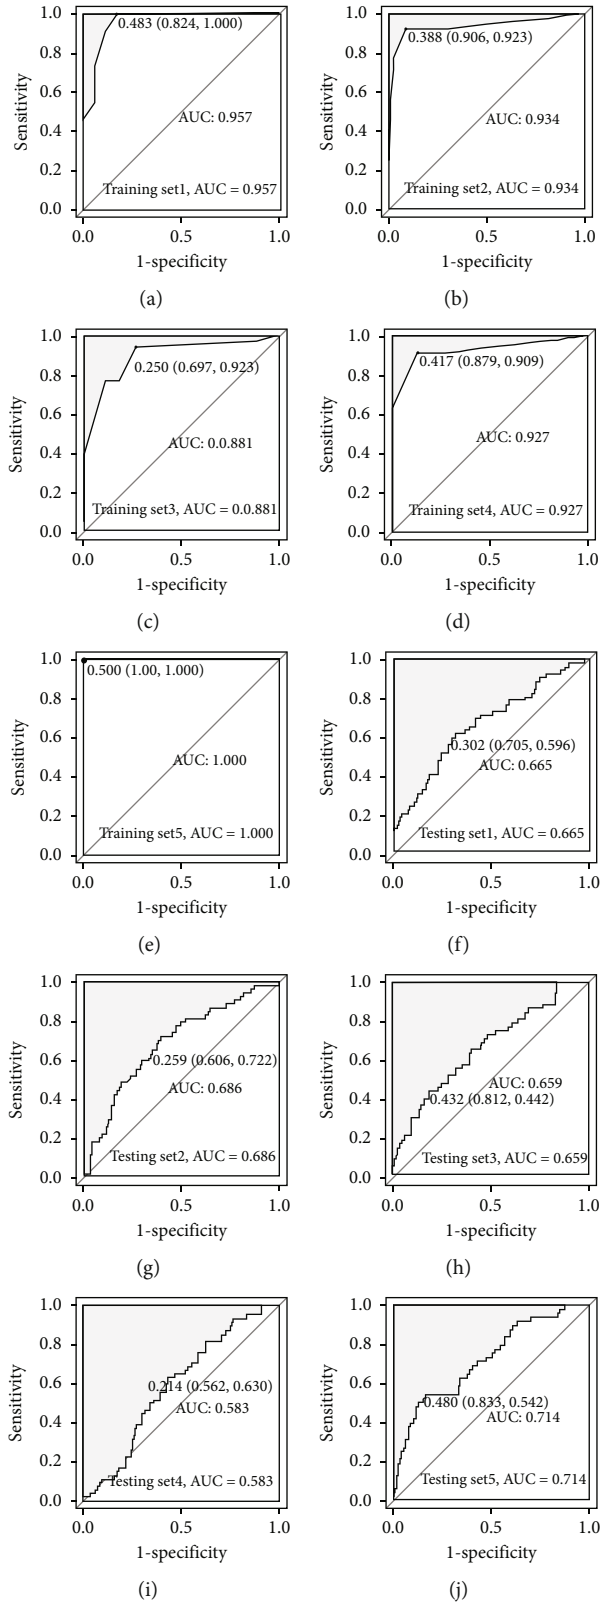 1.0
0.8
0.6
0.4
0.2
0.0
Sensitivity
0.483 (0.824, 1.000)
AUC: 0.957
Training set1, AUC = 0.957
0.0 0.5 1.0
1-specificity
(a)
1.0
0.8
0.6
0.4
0.2
0.0
Sensitivity
0.388 (0.906, 0.923)
AUC: 0.934
Training set2, AUC = 0.934
0.0 0.5 1.0
1-specificity
(b)
1.0
0.8
0.6
0.4
0.2
0.0
Sensitivity
0.250 (0.697, 0.923)
AUC: 0.0.881
Training set3, AUC = 0.0.881
0.0 0.5 1.0
1-specificity
(c)
1.0
0.8
0.6
0.4
0.2
0.0
Sensitivity
0.417 (0.879, 0.909)
AUC: 0.927
Training set4, AUC = 0.927
0.0 0.5 1.0
1-specificity
(d)
1.0
0.8
0.6
0.4
0.2
0.0
Sensitivity
0.500 (1.00, 1.000)
AUC: 1.000
Training set5, AUC = 1.000
0.0 0.5 1.0
1-specificity
(e)
1.0
0.8
0.6
0.4
0.2
0.0
Sensitivity
0.302 (0.705, 0.596)
AUC: 0.665
Testing set1, AUC = 0.665
0.0 0.5 1.0
1-specificity
(f)
1.0
0.8
0.6
0.4
0.2
0.0
Sensitivity
0.259 (0.606, 0.722)
AUC: 0.686
Testing set2, AUC = 0.686
0.0 0.5 1.0
1-specificity
(g)
1.0
0.8
0.6
0.4
0.2
0.0
Sensitivity
AUC: 0.659
0.432 (0.812, 0.442)
Testing set3, AUC = 0.659
0.0 0.5 1.0
1-specificity
(h)
1.0
0.8
0.6
0.4
0.2
0.0
Sensitivity
0.214 (0.562, 0.630)
AUC: 0.583
Testing set4, AUC = 0.583
0.0 0.5 1.0
1-specificity
(i)
1.0
0.8
0.6
0.4
0.2
0.0
Sensitivity
0.480 (0.833, 0.542)
AUC: 0.714
Testing set5, AUC = 0.714
0.0 0.5 1.0
1-specificity
(j)